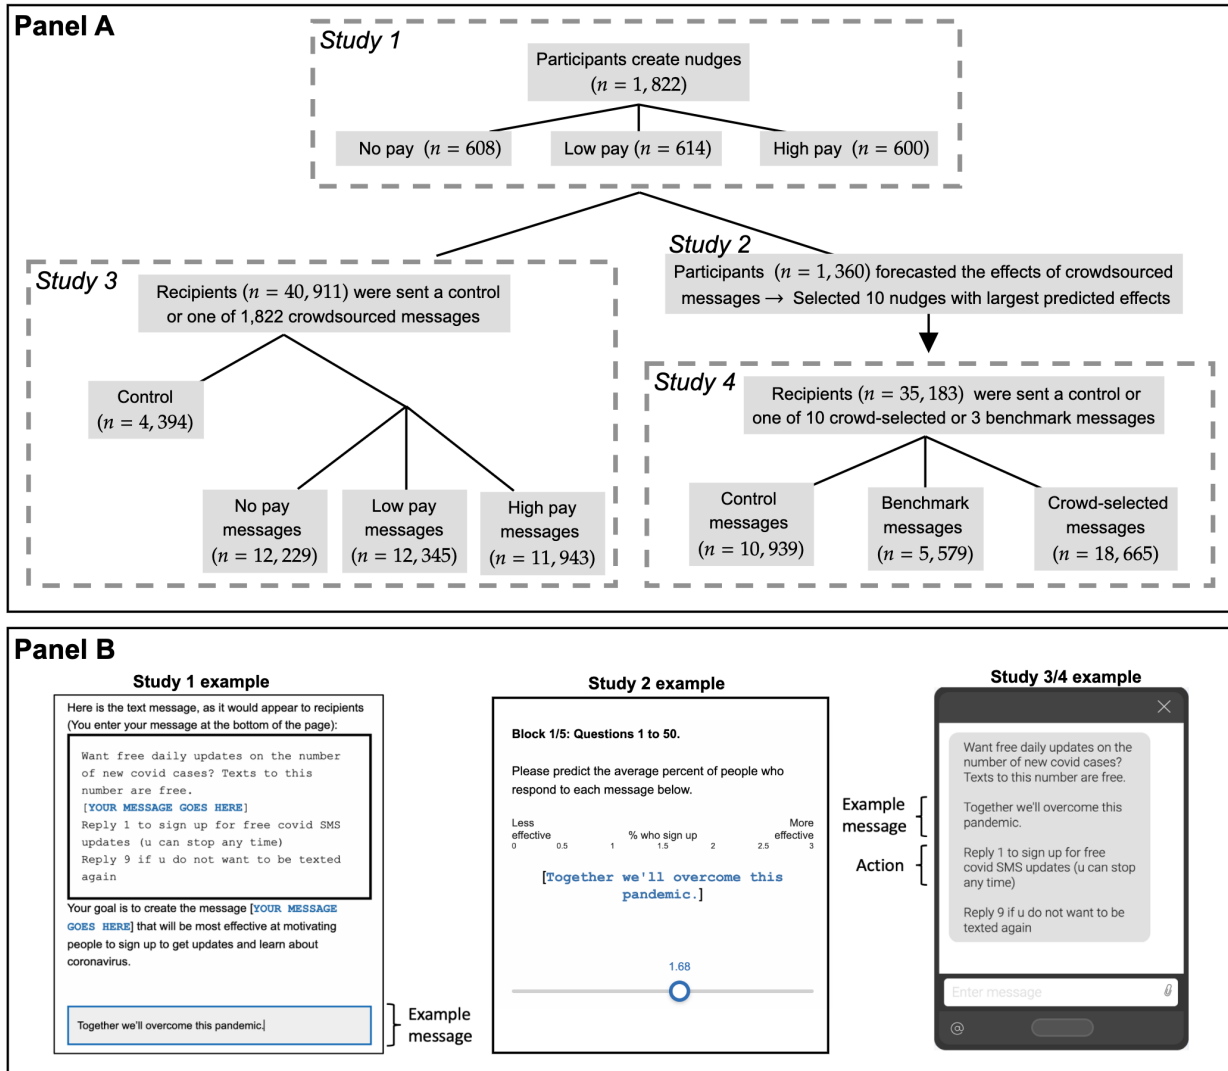 Panel A
Study 1
Participants create nudges
(n = 1, 822)
No pay (n = 608)
Low pay (n = 614)
High pay (n = 600)
Study 2
Participants (n = 1, 360) forecasted the effects of crowdsourced
messages → Selected 10 nudges with largest predicted effects
Study 3
Recipients (n = 40, 911) were sent a control
or one of 1,822 crowdsourced messages
Control
(n = 4, 394)
No pay
messages
(n = 12, 229)
Low pay
messages
(n = 12, 345)
High pay
messages
(n = 11, 943)
Study 4
Recipients (n = 35, 183) were sent a control or
one of 10 crowd-selected or 3 benchmark messages
Control
messages
(n = 10, 939)
Benchmark
messages
(n = 5, 579)
Crowd-selected
messages
(n = 18, 665)
Panel B
Study 1 example
Here is the text message, as it would appear to recipients
(You enter your message at the bottom of the page):
Want free daily updates on the number
of new covid cases? Texts to this
number are free.
[YOUR MESSAGE GOES HERE]
Reply 1 to sign up for free covid SMS
updates (u can stop any time)
Reply 9 if u do not want to be texted
again
Your goal is to create the message [YOUR MESSAGE
GOES HERE] that will be most effective at motivating
people to sign up to get updates and learn about
coronavirus.
Together we'll overcome this pandemic.
Example
message
Study 2 example
Block 1/5: Questions 1 to 50.
Please predict the average percent of people who
respond to each message below.
Less
effective
% who sign up
More
effective
0 0.5 1 1.5 2 2.5 3
[Together we'll overcome this
pandemic.]
1.68
Study 3/4 example
Want free daily updates on the
number of new covid cases?
Texts to this number are free.
Example
message
Together we'll overcome this
pandemic.
Action
Reply 1 to sign up for free
covid SMS updates (u can stop
any time)
Reply 9 if u do not want to be
texted again
Enter message
@